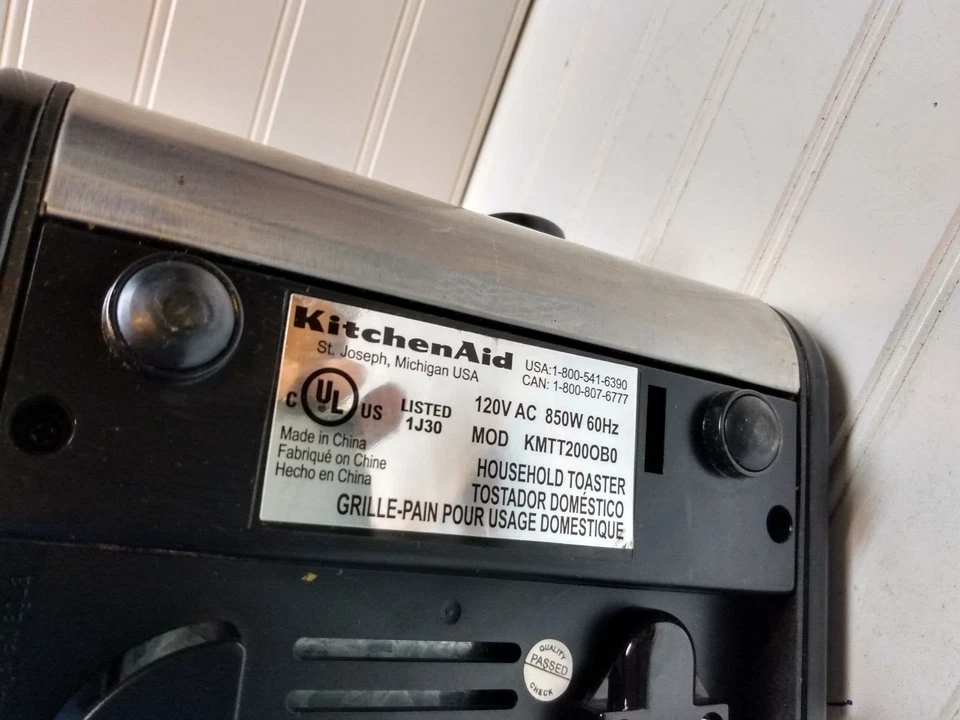 KitchenAid
St. Joseph, Michigan USA
USA:1-800-541-6390
CAN: 1-800-807-6777
C UL US
LISTED
1J30
120V AC 850W 60Hz
MOD KMTT200OB0
Made in China
Fabriqué on Chine
Hecho en China
HOUSEHOLD TOASTER
TOSTADOR DOMÉSTICO
GRILLE-PAIN POUR USAGE DOMESTIQUE
QUALITY
PASSED
CHECK